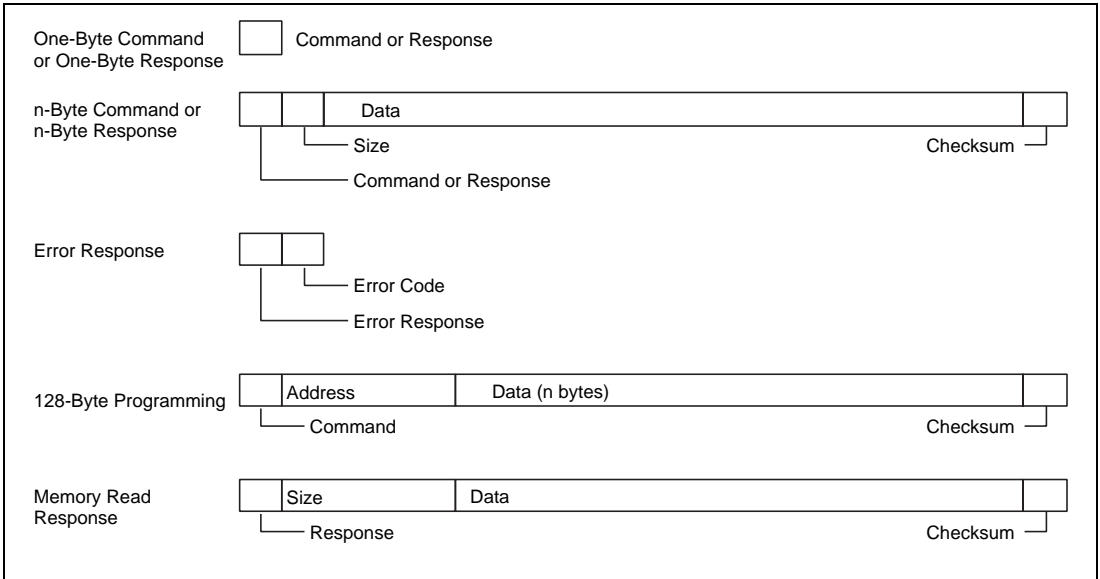 One-Byte Command
or One-Byte Response
Command or Response
n-Byte Command or
n-Byte Response
Data
Size
Checksum
Command or Response
Error Response
Error Code
Error Response
128-Byte Programming
Address
Data (n bytes)
Command
Checksum
Memory Read
Response
Size
Data
Response
Checksum